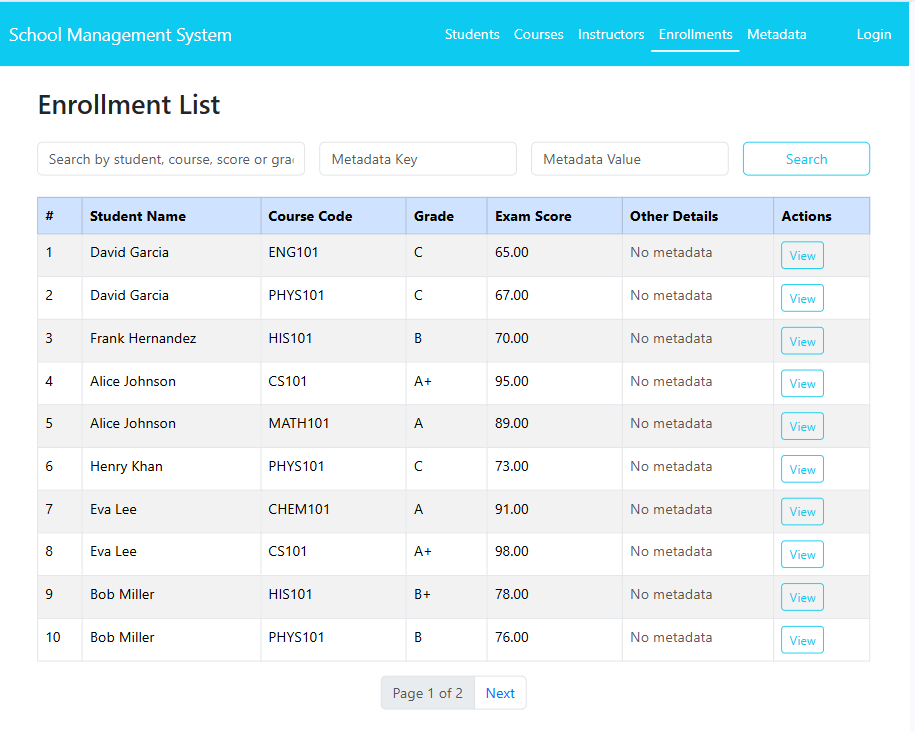 School Management System Students Courses Instructors Enrollments Metadata Login
Enrollment List
Search by student, course, score or gra Metadata Key Metadata Value Search
# Student Name Course Code Grade Exam Score Other Details Actions
1 David Garcia ENG101 C 65.00 No metadata View
2 David Garcia PHYS101 C 67.00 No metadata View
3 Frank Hernandez HIS101 B 70.00 No metadata View
4 Alice Johnson CS101 A+ 95.00 No metadata View
5 Alice Johnson MATH101 A 89.00 No metadata View
6 Henry Khan PHYS101 C 73.00 No metadata View
7 Eva Lee CHEM101 A 91.00 No metadata View
8 Eva Lee CS101 A+ 98.00 No metadata View
9 Bob Miller HIS101 B+ 78.00 No metadata View
10 Bob Miller PHYS101 B 76.00 No metadata View
Page 1 of 2 Next